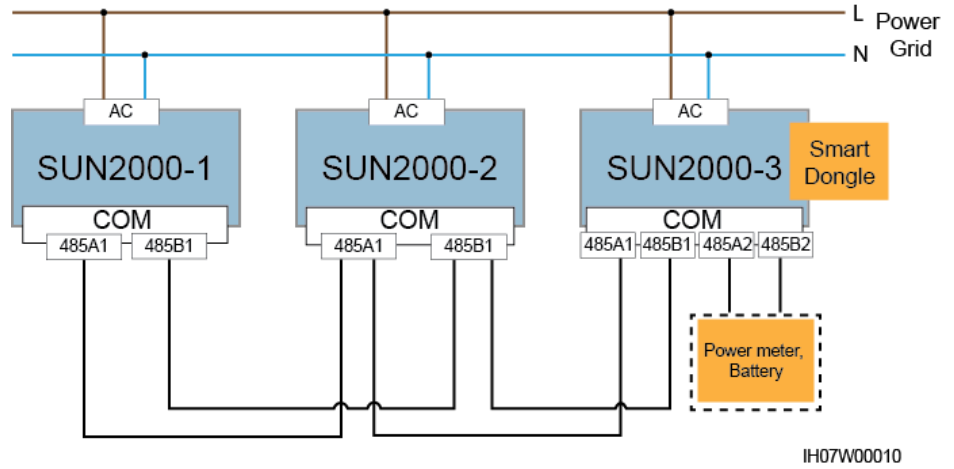 L Power
N Grid
AC
AC
AC
SUN2000-1
SUN2000-2
SUN2000-3
Smart
Dongle
COM
COM
COM
485A1
485B1
485A1
485B1
485A1
485B1
485A2
485B2
Power meter,
Battery
IH07W00010